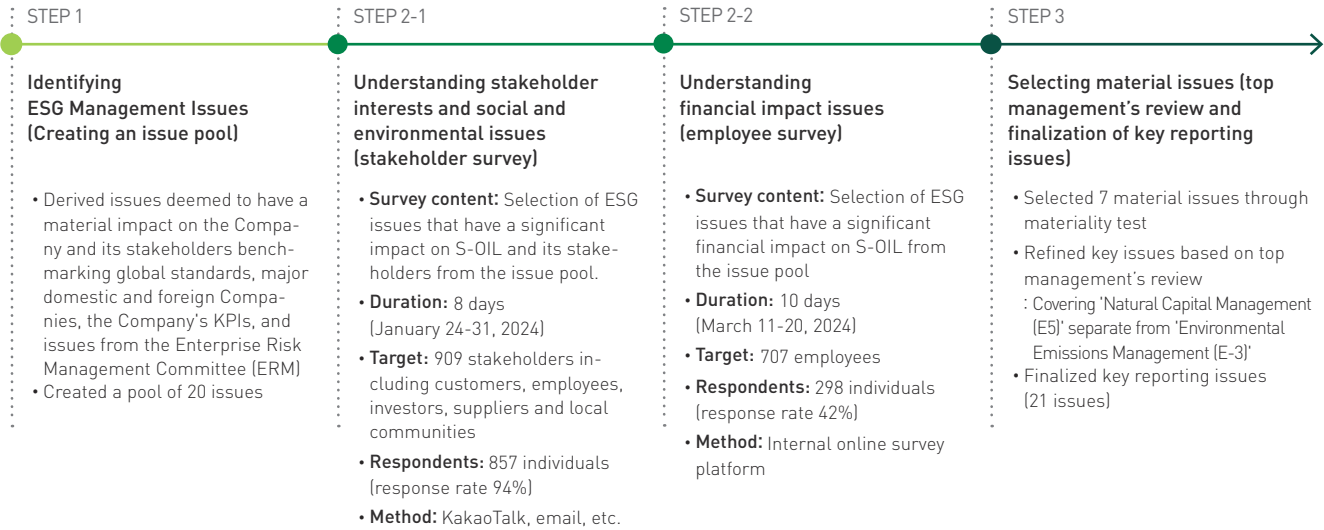 STEP 1
Identifying
ESG Management Issues
(Creating an issue pool)
• Derived issues deemed to have a
material impact on the Compa-
ny and its stakeholders bench-
marking global standards, major
domestic and foreign Compa-
nies, the Company's KPIs, and
issues from the Enterprise Risk
Management Committee (ERM)
• Created a pool of 20 issues
STEP 2-1
Understanding stakeholder
interests and social and
environmental issues
(stakeholder survey)
• Survey content: Selection of ESG
issues that have a significant
impact on S-OIL and its stake-
holders from the issue pool.
• Duration: 8 days
(January 24-31, 2024)
• Target: 909 stakeholders in-
cluding customers, employees,
investors, suppliers and local
communities
• Respondents: 857 individuals
(response rate 94%)
• Method: KakaoTalk, email, etc.
STEP 2-2
Understanding
financial impact issues
(employee survey)
• Survey content: Selection of ESG
issues that have a significant
financial impact on S-OIL from
the issue pool
• Duration: 10 days
(March 11-20, 2024)
• Target: 707 employees
• Respondents: 298 individuals
(response rate 42%)
• Method: Internal online survey
platform
STEP 3
Selecting material issues (top
management's review and
finalization of key reporting
issues)
• Selected 7 material issues through
materiality test
• Refined key issues based on top
management's review
: Covering 'Natural Capital Management
(E5)' separate from 'Environmental
Emissions Management (E-3)'
• Finalized key reporting issues
(21 issues)